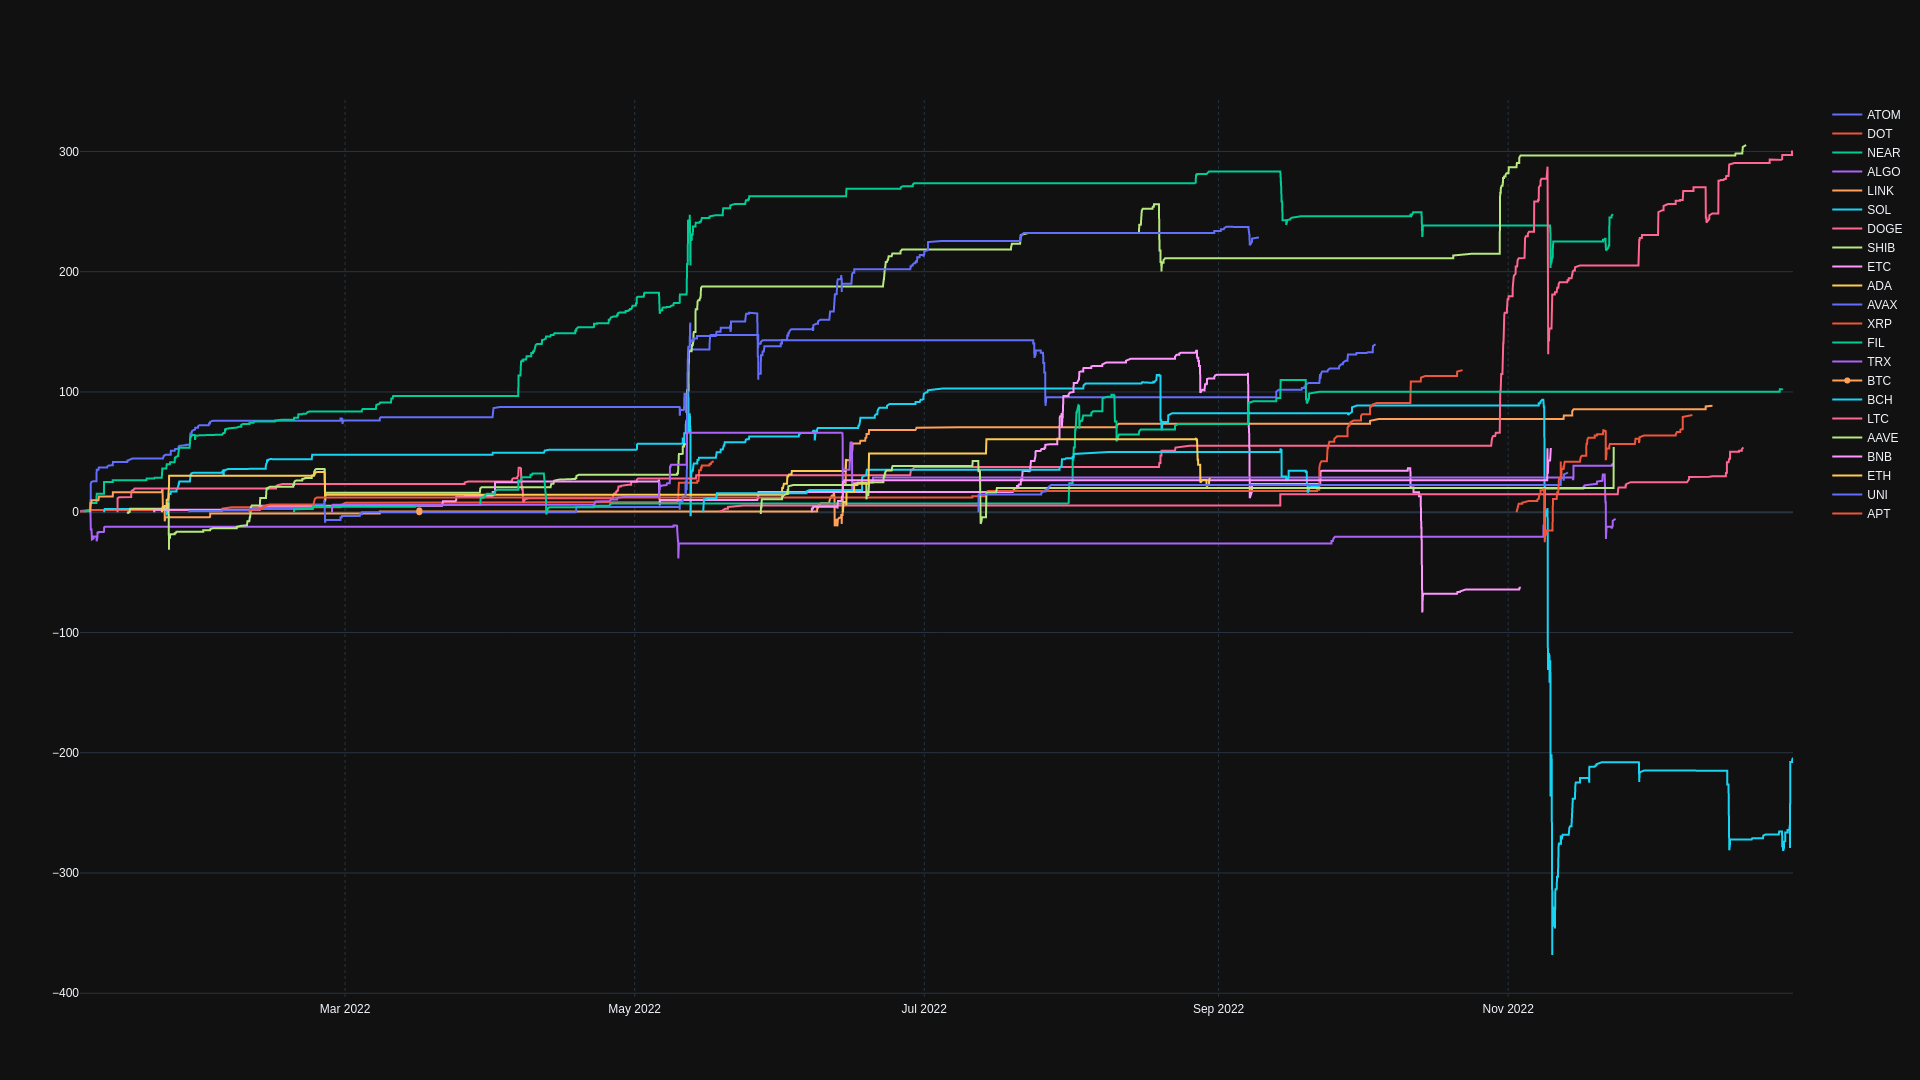 300
200
100
0
−100
−200
−300
−400
Mar 2022
May 2022
Jul 2022
Sep 2022
Nov 2022
ATOM
DOT
NEAR
ALGO
LINK
SOL
DOGE
SHIB
ETC
ADA
AVAX
XRP
FIL
TRX
BTC
BCH
LTC
AAVE
BNB
ETH
UNI
APT